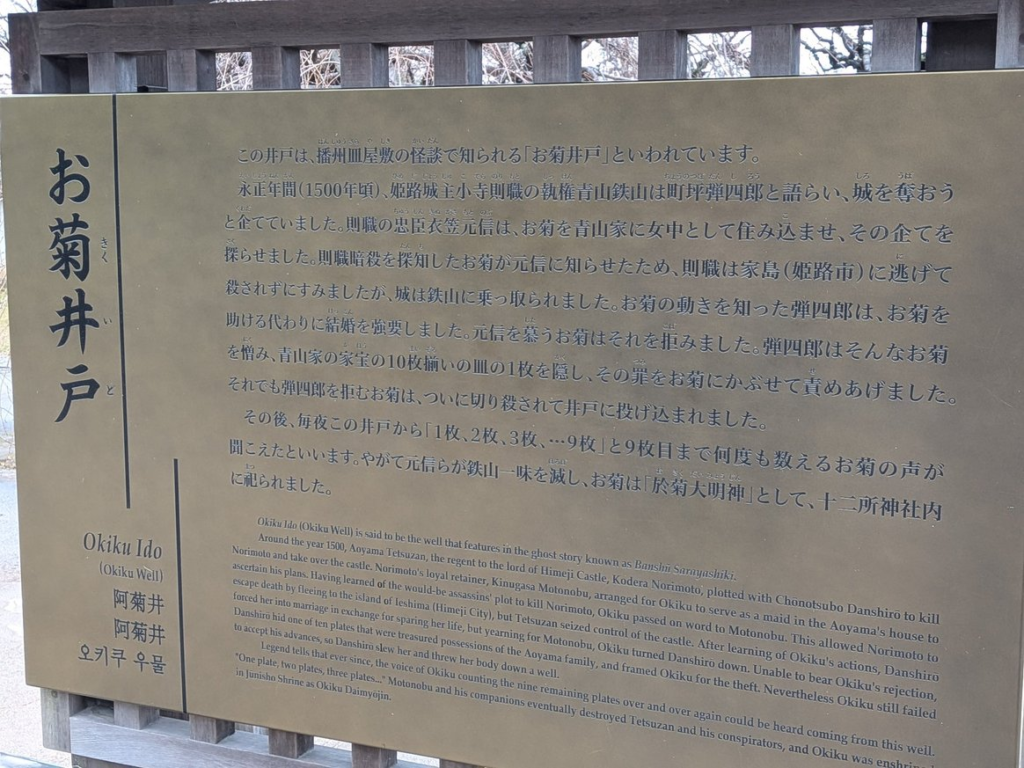 お菊井戸
きく い ど
Okiku Ido
(Okiku Well)
阿菊井
阿菊井
오키쿠 우물
この井戸は、播州皿屋敷の怪談で知られる「お菊井戸」といわれています。
永正年間(1500年頃)、姫路城主小寺則職の執権青山鉄山は町坪弾四郎と語らい、城を奪おう
と企てていました。則職の忠臣衣笠元信は、お菊を青山家に女中として住み込ませ、その企てを
探らせました。則職暗殺を探知したお菊が元信に知らせたため、則職は家島(姫路市)に逃げて
殺されずにすみましたが、城は鉄山に乗っ取られました。お菊の動きを知った弾四郎は、お菊を
助ける代わりに結婚を強要しました。元信を慕うお菊はそれを拒みました。弾四郎はそんなお菊
を憎み、青山家の家宝の10枚揃いの皿の1枚を隠し、その罪をお菊にかぶせて責めあげました。
それでも弾四郎を拒むお菊は、ついに切り殺されて井戸に投げ込まれました。
その後、毎夜この井戸から「1枚、2枚、3枚、…9枚」と9枚目まで何度も数えるお菊の声が
聞こえたといいます。やがて元信らが鉄山一味を滅し、お菊は「於菊大明神」として、十二所神社内
に祀られました。
Okiku Ido (Okiku Well) is said to be the well that features in the ghost story known as Banshū Sarayashiki.
Around the year 1500, Aoyama Tetsuzan, the regent to the lord of Himeji Castle, Kodera Norimoto, plotted with Chōnotsubo Danshirō to kill
Norimoto and take over the castle. Norimoto's loyal retainer, Kinugasa Motonobu, arranged for Okiku to serve as a maid in the Aoyama's house to
ascertain his plans. Having learned of the would-be assassins' plot to kill Norimoto, Okiku passed on word to Motonobu. This allowed Norimoto to
escape death by fleeing to the island of Ieshima (Himeji City), but Tetsuzan seized control of the castle. After learning of Okiku's actions, Danshirō
forced her into marriage in exchange for sparing her life, but yearning for Motonobu, Okiku turned Danshirō down. Unable to bear Okiku's rejection,
Danshirō hid one of ten plates that were treasured possessions of the Aoyama family, and framed Okiku for the theft. Nevertheless Okiku still failed
to accept his advances, so Danshirō slew her and threw her body down a well.
Legend tells that ever since, the voice of Okiku counting the nine remaining plates over and over again could be heard coming from this well.
"One plate, two plates, three plates..." Motonobu and his companions eventually destroyed Tetsuzan and his conspirators, and Okiku was enshrined
in Junisho Shrine as Okiku Daimyōjin.